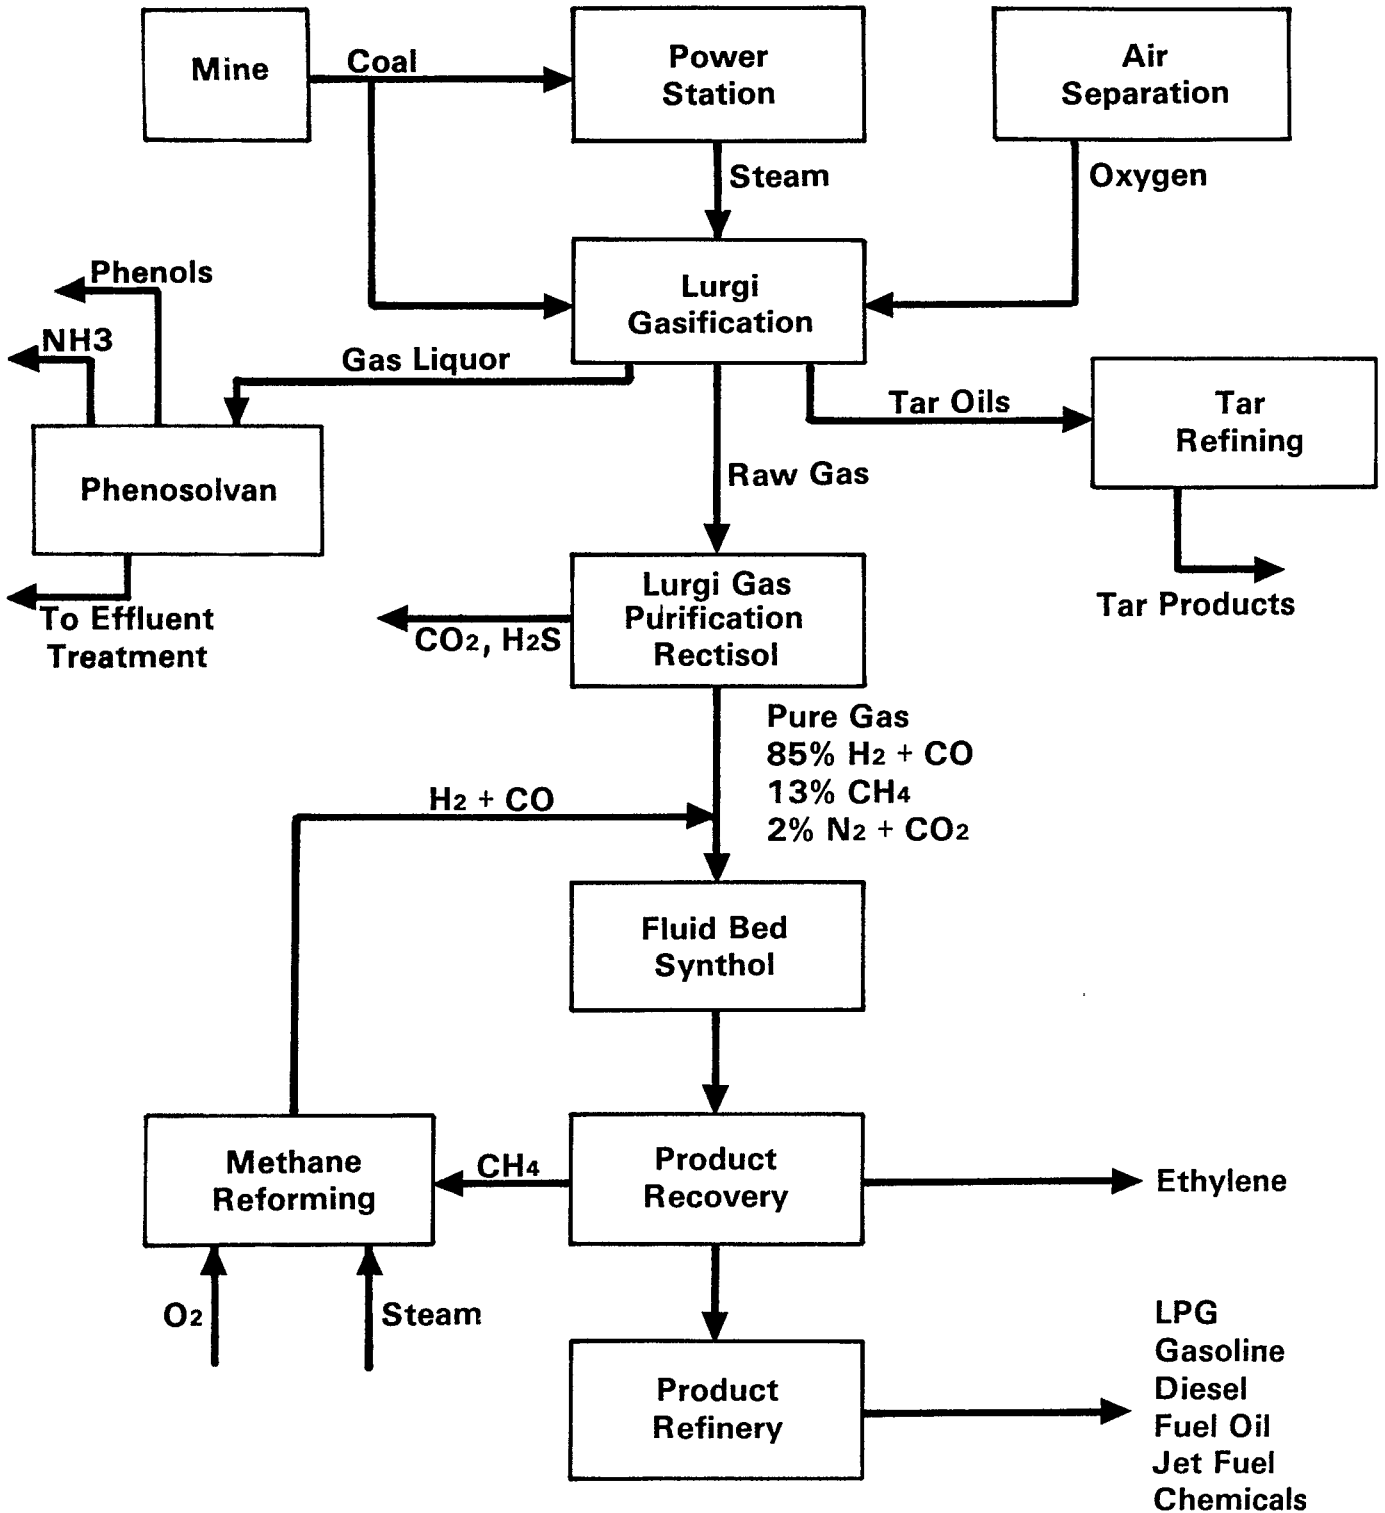 Mine
Coal
Power
Station
Air
Separation
Steam
Oxygen
Phenols
NH3
Gas Liquor
Lurgi
Gasification
Tar Oils
Tar
Refining
Phenosolvan
Raw Gas
To Effluent
Treatment
CO2, H2S
Lurgi Gas
Purification
Rectisol
Tar Products
Pure Gas
85% H2 + CO
13% CH4
2% N2 + CO2
H2 + CO
Fluid Bed
Synthol
Methane
Reforming
CH4
Product
Recovery
Ethylene
O2
Steam
Product
Refinery
LPG
Gasoline
Diesel
Fuel Oil
Jet Fuel
Chemicals